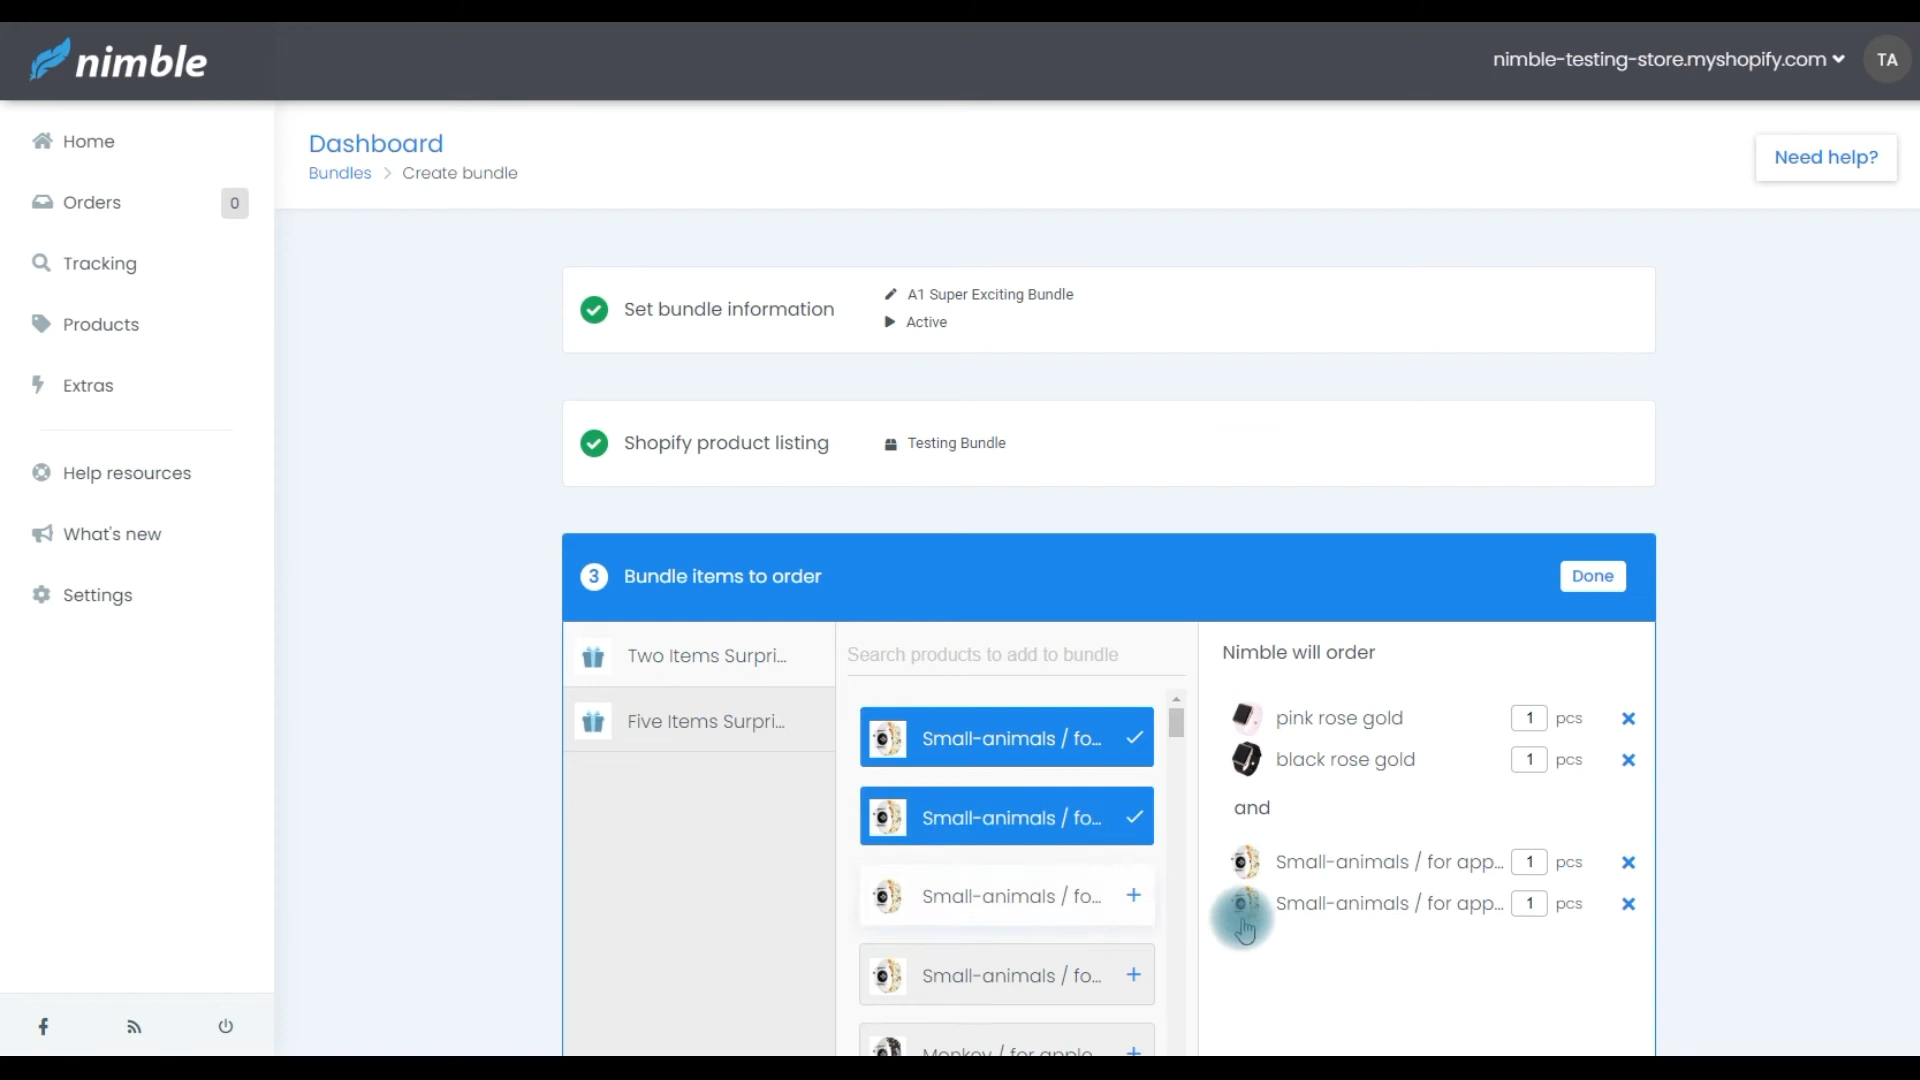 nimble
nimble-testing-store.myshopify.com
TA
Home
Orders
0
Tracking
Products
Extras
Help resources
What's new
Settings
Dashboard
Bundles > Create bundle
Need help?
Set bundle information
A1 Super Exciting Bundle
Active
Shopify product listing
Testing Bundle
3 Bundle items to order
Done
Two Items Surpri...
Five Items Surpri...
Search products to add to bundle
Small-animals / fo...
Small-animals / fo...
Small-animals / fo...
Small-animals / fo...
Monkey / for apple
Nimble will order
pink rose gold 1 pcs
black rose gold 1 pcs
and
Small-animals / for app... 1 pcs
Small-animals / for app... 1 pcs